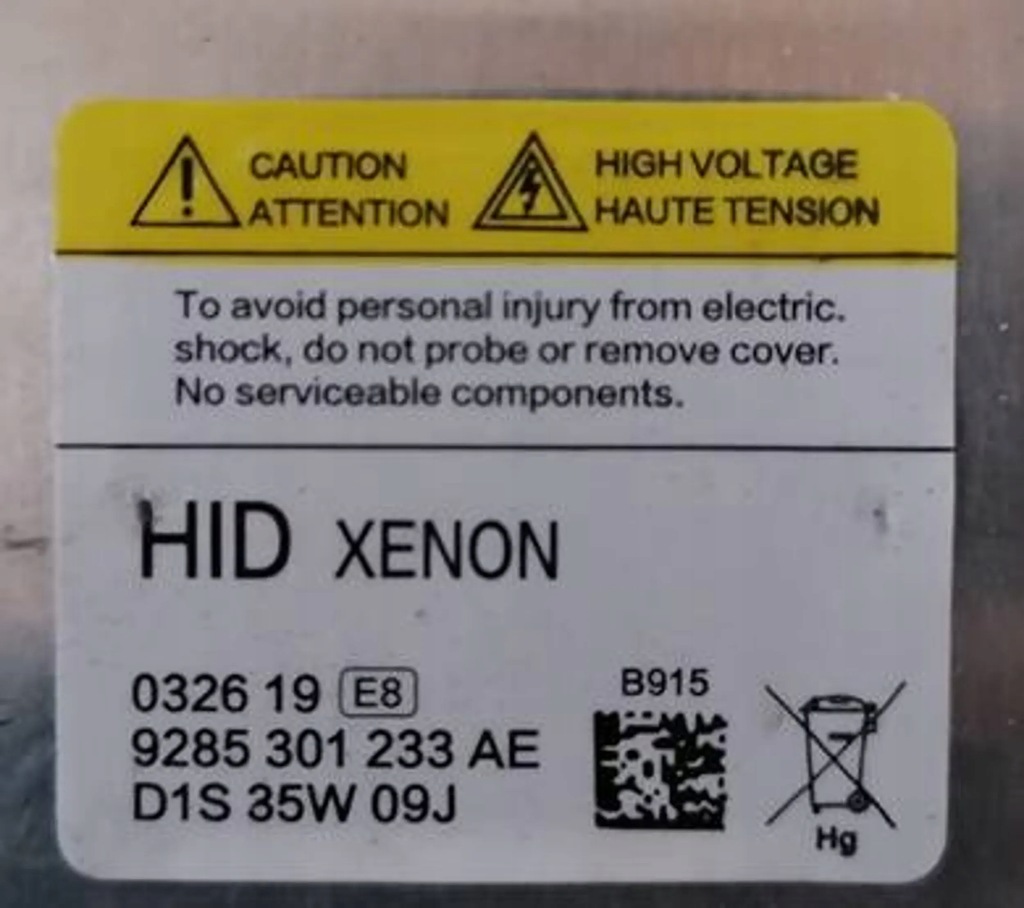 CAUTION
ATTENTION
HIGH VOLTAGE
HAUTE TENSION
To avoid personal injury from electric.
shock, do not probe or remove cover.
No serviceable components.
HID XENON
0326 19 E8
9285 301 233 AE
D1S 35W 09J
B915
Hg